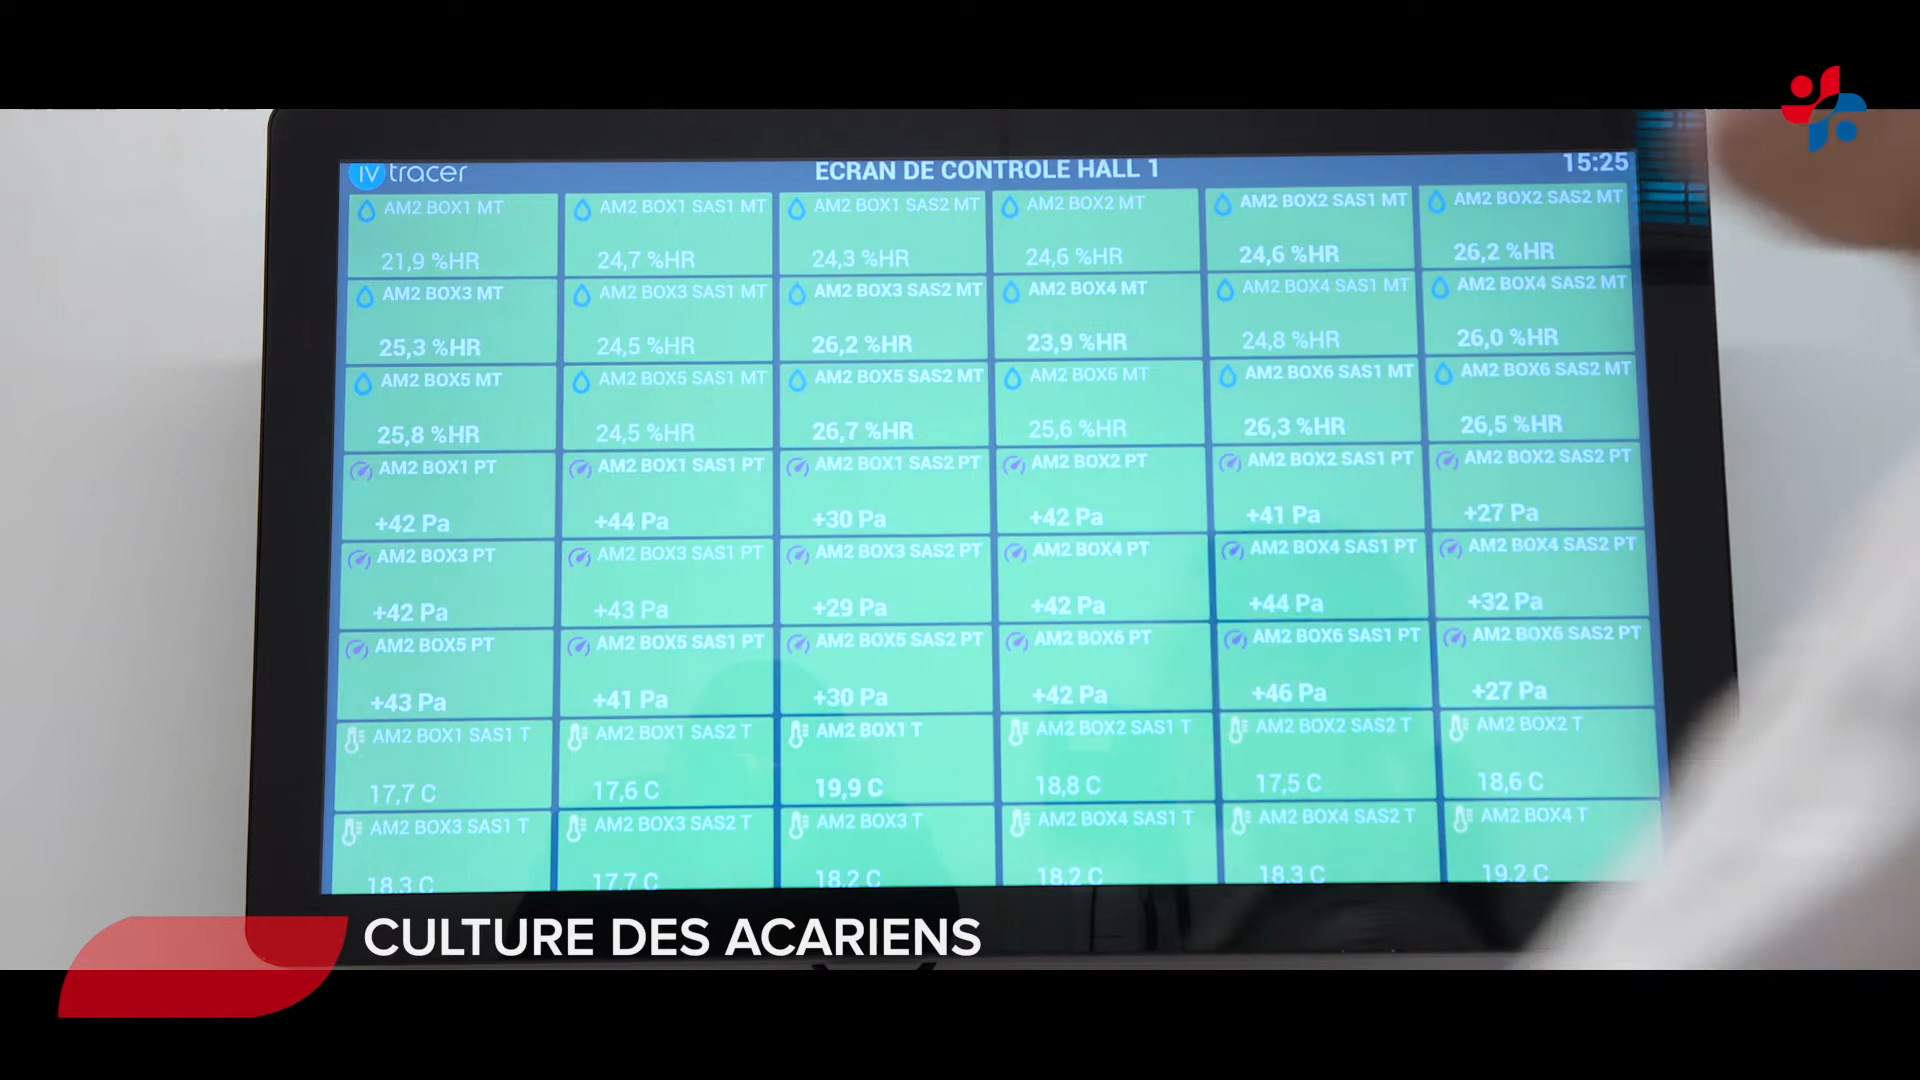 iv tracer
ECRAN DE CONTROLE HALL 1
15:25
AM2 BOX1 MT
AM2 BOX1 SAS1 MT
AM2 BOX1 SAS2 MT
AM2 BOX2 MT
AM2 BOX2 SAS1 MT
AM2 BOX2 SAS2 MT
21,9 %HR
24,7 %HR
24,3 %HR
24,6 %HR
24,6 %HR
26,2 %HR
AM2 BOX3 MT
AM2 BOX3 SAS1 MT
AM2 BOX3 SAS2 MT
AM2 BOX4 MT
AM2 BOX4 SAS1 MT
AM2 BOX4 SAS2 MT
25,3 %HR
24,5 %HR
26,2 %HR
23,9 %HR
24,8 %HR
26,0 %HR
AM2 BOX5 MT
AM2 BOX5 SAS1 MT
AM2 BOX5 SAS2 MT
AM2 BOX6 MT
AM2 BOX6 SAS1 MT
AM2 BOX6 SAS2 MT
25,8 %HR
24,5 %HR
26,7 %HR
25,6 %HR
26,3 %HR
26,5 %HR
AM2 BOX1 PT
AM2 BOX1 SAS1 PT
AM2 BOX1 SAS2 PT
AM2 BOX2 PT
AM2 BOX2 SAS1 PT
AM2 BOX2 SAS2 PT
+42 Pa
+44 Pa
+30 Pa
+42 Pa
+41 Pa
+27 Pa
AM2 BOX3 PT
AM2 BOX3 SAS1 PT
AM2 BOX3 SAS2 PT
AM2 BOX4 PT
AM2 BOX4 SAS1 PT
AM2 BOX4 SAS2 PT
+42 Pa
+43 Pa
+29 Pa
+42 Pa
+44 Pa
+32 Pa
AM2 BOX5 PT
AM2 BOX5 SAS1 PT
AM2 BOX5 SAS2 PT
AM2 BOX6 PT
AM2 BOX6 SAS1 PT
AM2 BOX6 SAS2 PT
+43 Pa
+41 Pa
+30 Pa
+42 Pa
+46 Pa
+27 Pa
AM2 BOX1 SAS1 T
AM2 BOX1 SAS2 T
AM2 BOX1 T
AM2 BOX2 SAS1 T
AM2 BOX2 SAS2 T
AM2 BOX2 T
17,7 C
17,6 C
19,9 C
18,8 C
17,5 C
18,6 C
AM2 BOX3 SAS1 T
AM2 BOX3 SAS2 T
AM2 BOX3 T
AM2 BOX4 SAS1 T
AM2 BOX4 SAS2 T
AM2 BOX4 T
18,3 C
17,7 C
18,2 C
18,2 C
18,3 C
19,2 C
CULTURE DES ACARIENS